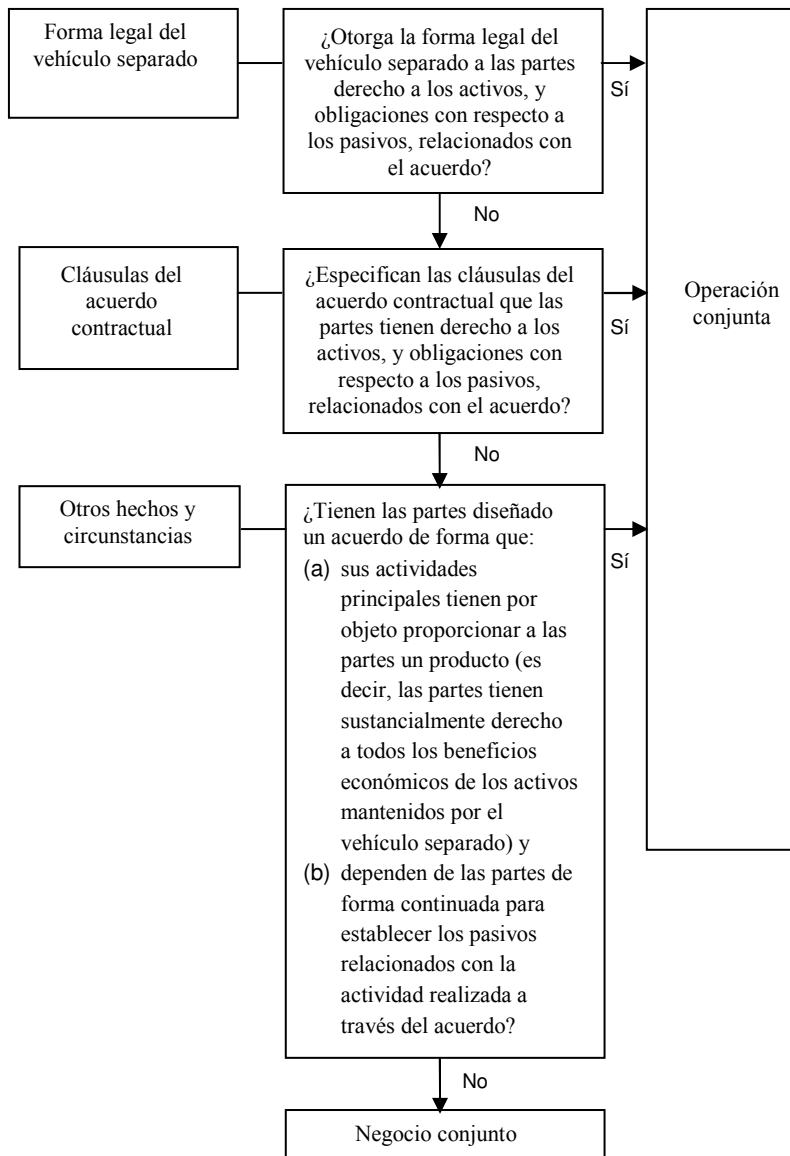 Forma legal del
vehículo separado
¿Otorga la forma legal del
vehículo separado a las partes
derecho a los activos, y
obligaciones con respecto a
los pasivos, relacionados con
el acuerdo?
Sí
No
Cláusulas del
acuerdo
contractual
¿Especifican las cláusulas del
acuerdo contractual que las
partes tienen derecho a los
activos, y obligaciones con
respecto a los pasivos,
relacionados con el acuerdo?
Sí
Operación
conjunta
No
Otros hechos y
circunstancias
¿Tienen las partes diseñado
un acuerdo de forma que:
(a) sus actividades
principales tienen por
objeto proporcionar a las
partes un producto (es
decir, las partes tienen
sustancialmente derecho
a todos los beneficios
económicos de los activos
mantenidos por el
vehículo separado) y
(b) dependen de las partes de
forma continuada para
establecer los pasivos
relacionados con la
actividad realizada a
través del acuerdo?
Sí
No
Negocio conjunto